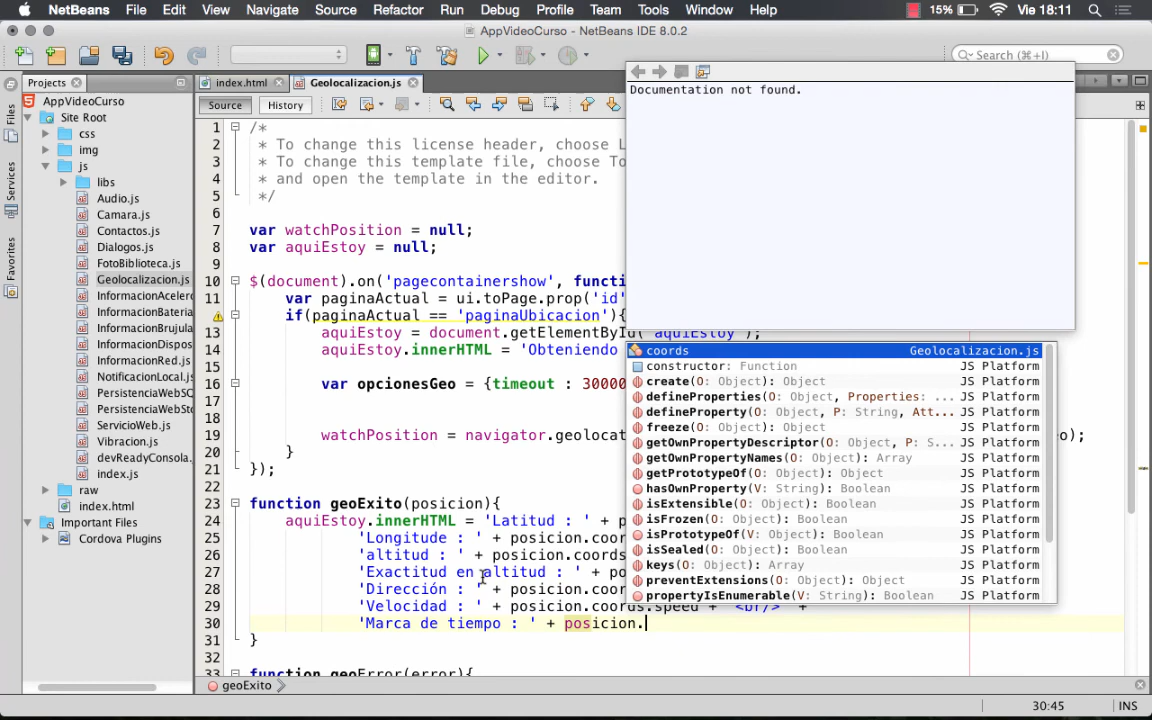 NetBeans File Edit View Navigate Source Refactor Run Debug Profile Team Tools Window Help 15% Vie 18:11
AppVideoCurso - NetBeans IDE 8.0.2
Search (⌘+I)
Projects
index.html
Geolocalizacion.js
Source History
Files
Services
Favorites
AppVideoCurso
Site Root
css
img
js
libs
Audio.js
Camara.js
Contactos.js
Dialogos.js
FotoBiblioteca.js
Geolocalizacion.js
InformacionAceler
InformacionBateria
InformacionBrujula
InformacionDispos
InformacionRed.js
NotificacionLocal.js
PersistenciaWebSQ
PersistenciaWebSto
ServicioWeb.js
Vibracion.js
devReadyConsola.
index.js
raw
index.html
Important Files
Cordova Plugins
1 /*
2 * To change this license header, choose L
3 * To change this template file, choose To
4 * and open the template in the editor.
5 */
6
7 var watchPosition = null;
8 var aquiEstoy = null;
9
10 $(document).on('pagecontainershow', functi
11 var paginaActual = ui.toPage.prop('id'
if(paginaActual == 'paginaUbicacion'){
13 aquiEstoy = document.getElementById('aquiEstoy');
14 aquiEstoy.innerHTML = 'Obteniendo
15
16 var opcionesGeo = {timeout : 30000
17
18
19 watchPosition = navigator.geolocat eo);
20 }
21 });
22
23 function geoExito(posicion){
24 aquiEstoy.innerHTML = 'Latitud : ' + p
25 'Longitude : ' + posicion.coor
26 'altitud : ' + posicion.coords
27 'Exactitud en altitud : ' + po
28 'Dirección : ' + posicion.coor
29 'Velocidad : ' + posicion.coords.speed + '<br/>' +
30 'Marca de tiempo : ' + posicion.
31 }
32
33 function geoError(error){
Documentation not found.
coords Geolocalizacion.js
constructor: Function JS Platform
create(O: Object): Object JS Platform
defineProperties(O: Object, Properties: ... JS Platform
defineProperty(O: Object, P: String, Att... JS Platform
freeze(O: Object): Object JS Platform
getOwnPropertyDescriptor(O: Object, P: S... JS Platform
getOwnPropertyNames(O: Object): Array JS Platform
getPrototypeOf(O: Object): Object JS Platform
hasOwnProperty(V: String): Boolean JS Platform
isExtensible(O: Object): Boolean JS Platform
isFrozen(O: Object): Boolean JS Platform
isPrototypeOf(V: Object): Boolean JS Platform
isSealed(O: Object): Boolean JS Platform
keys(O: Object): Array JS Platform
preventExtensions(O: Object): Object JS Platform
propertyIsEnumerable(V: String): Boolean JS Platform
geoExito
30:45 INS